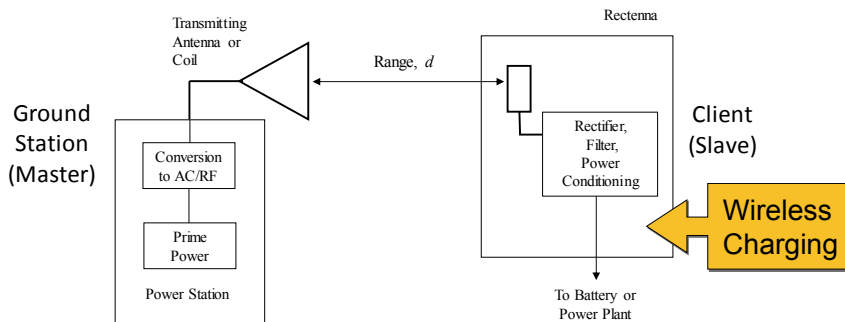 Transmitting
Antenna or
Coil
Rectenna
Range, d
Ground
Station
(Master)
Conversion
to AC/RF
Prime
Power
Power Station
Rectifier,
Filter,
Power
Conditioning
Client
(Slave)
Wireless
Charging
To Battery or
Power Plant